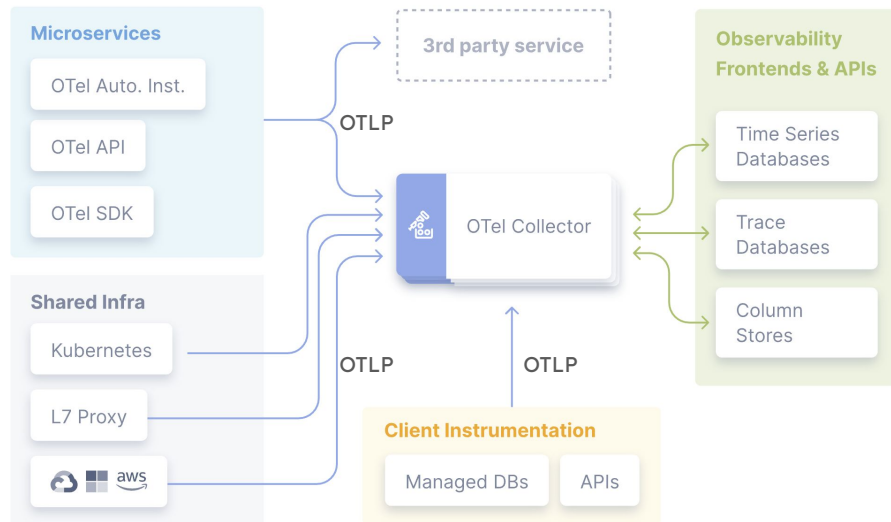 Microservices
OTel Auto. Inst.
OTel API
OTel SDK
3rd party service
OTLP
OTel Collector
Observability
Frontends & APIs
Time Series
Databases
Trace
Databases
Column
Stores
Shared Infra
Kubernetes
L7 Proxy
aws
OTLP
OTLP
Client Instrumentation
Managed DBs
APIs